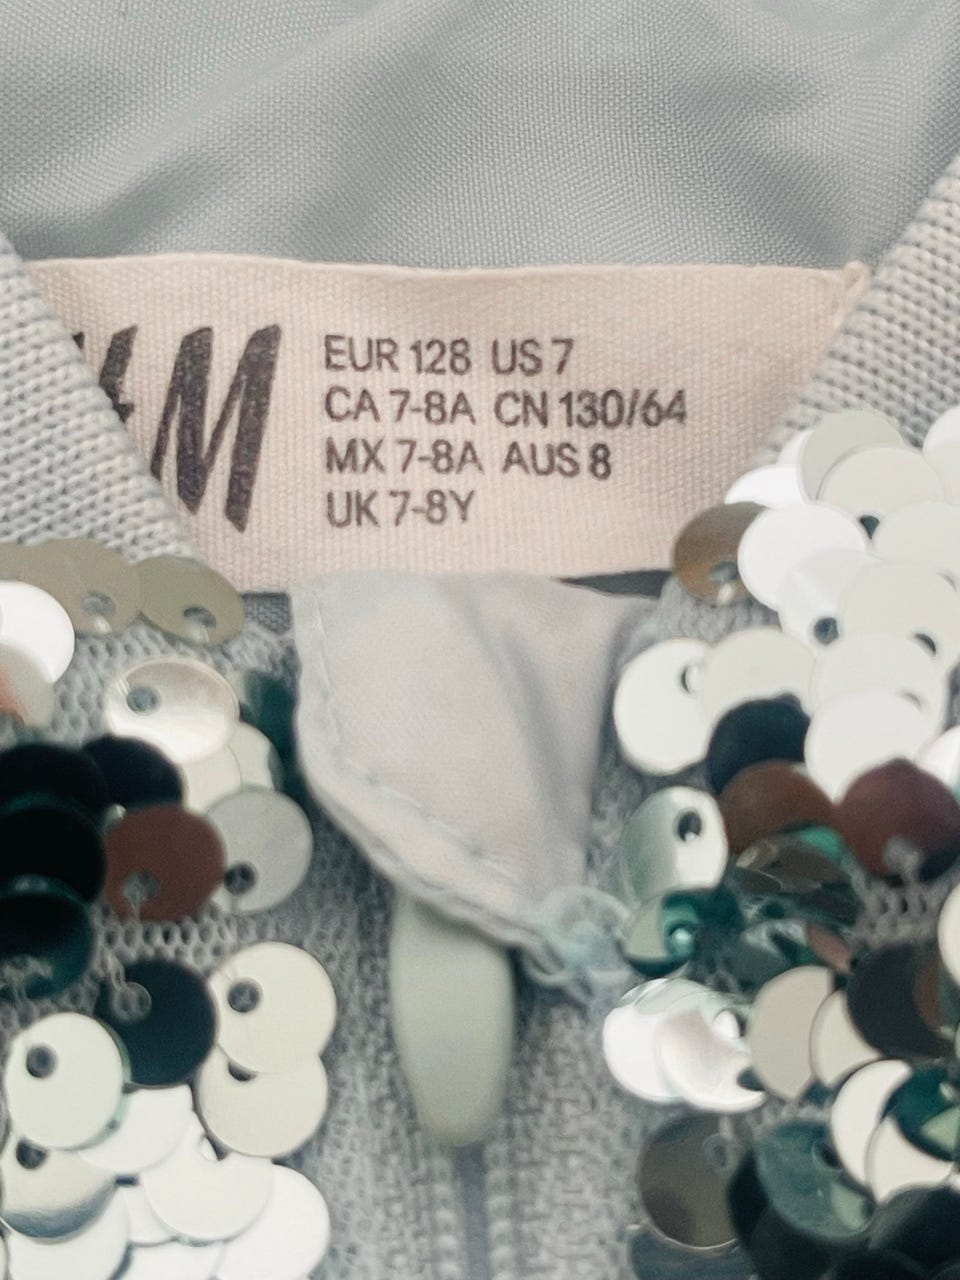 H&M
EUR 128 US 7
CA 7-8A CN 130/64
MX 7-8A AUS 8
UK 7-8Y